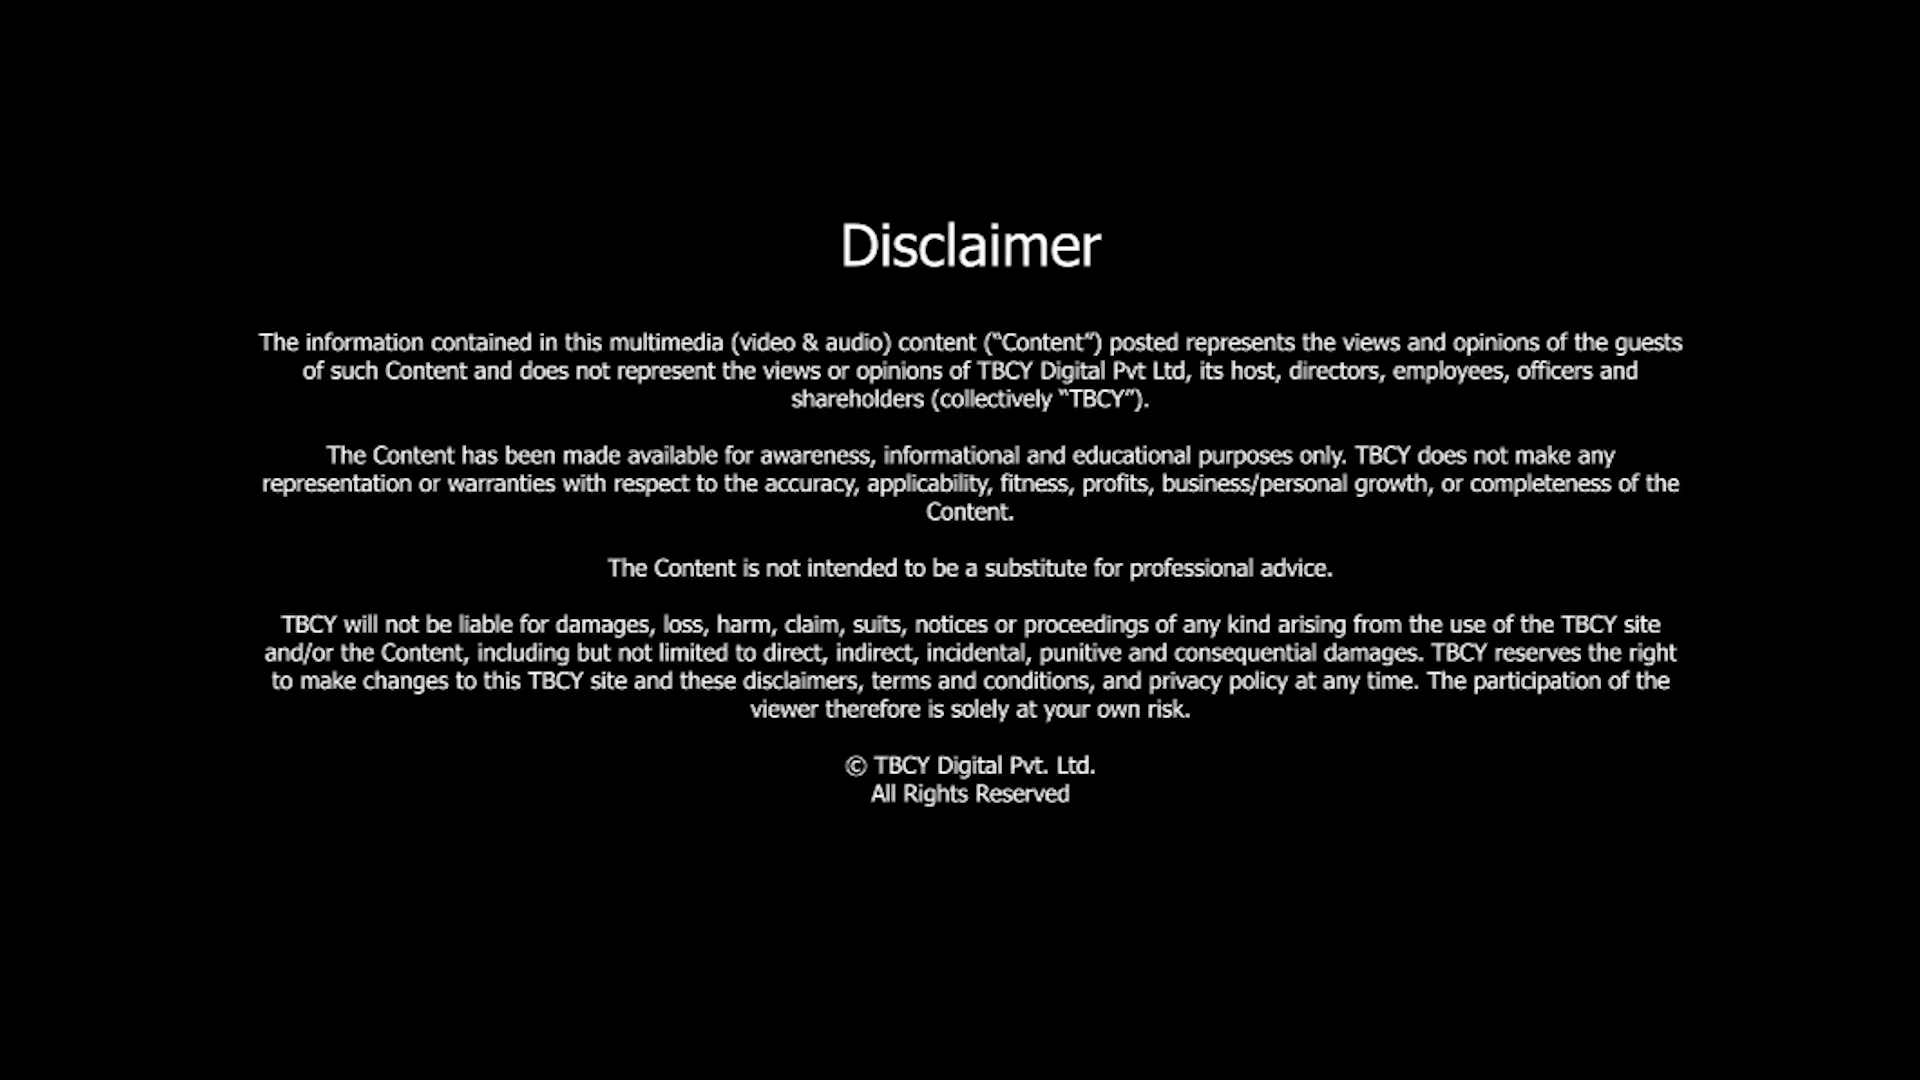 Disclaimer
The information contained in this multimedia (video & audio) content (“Content”) posted represents the views and opinions of the guests
of such Content and does not represent the views or opinions of TBCY Digital Pvt Ltd, its host, directors, employees, officers and
shareholders (collectively “TBCY”).
The Content has been made available for awareness, informational and educational purposes only. TBCY does not make any
representation or warranties with respect to the accuracy, applicability, fitness, profits, business/personal growth, or completeness of the
Content.
The Content is not intended to be a substitute for professional advice.
TBCY will not be liable for damages, loss, harm, claim, suits, notices or proceedings of any kind arising from the use of the TBCY site
and/or the Content, including but not limited to direct, indirect, incidental, punitive and consequential damages. TBCY reserves the right
to make changes to this TBCY site and these disclaimers, terms and conditions, and privacy policy at any time. The participation of the
viewer therefore is solely at your own risk.
© TBCY Digital Pvt. Ltd.
All Rights Reserved